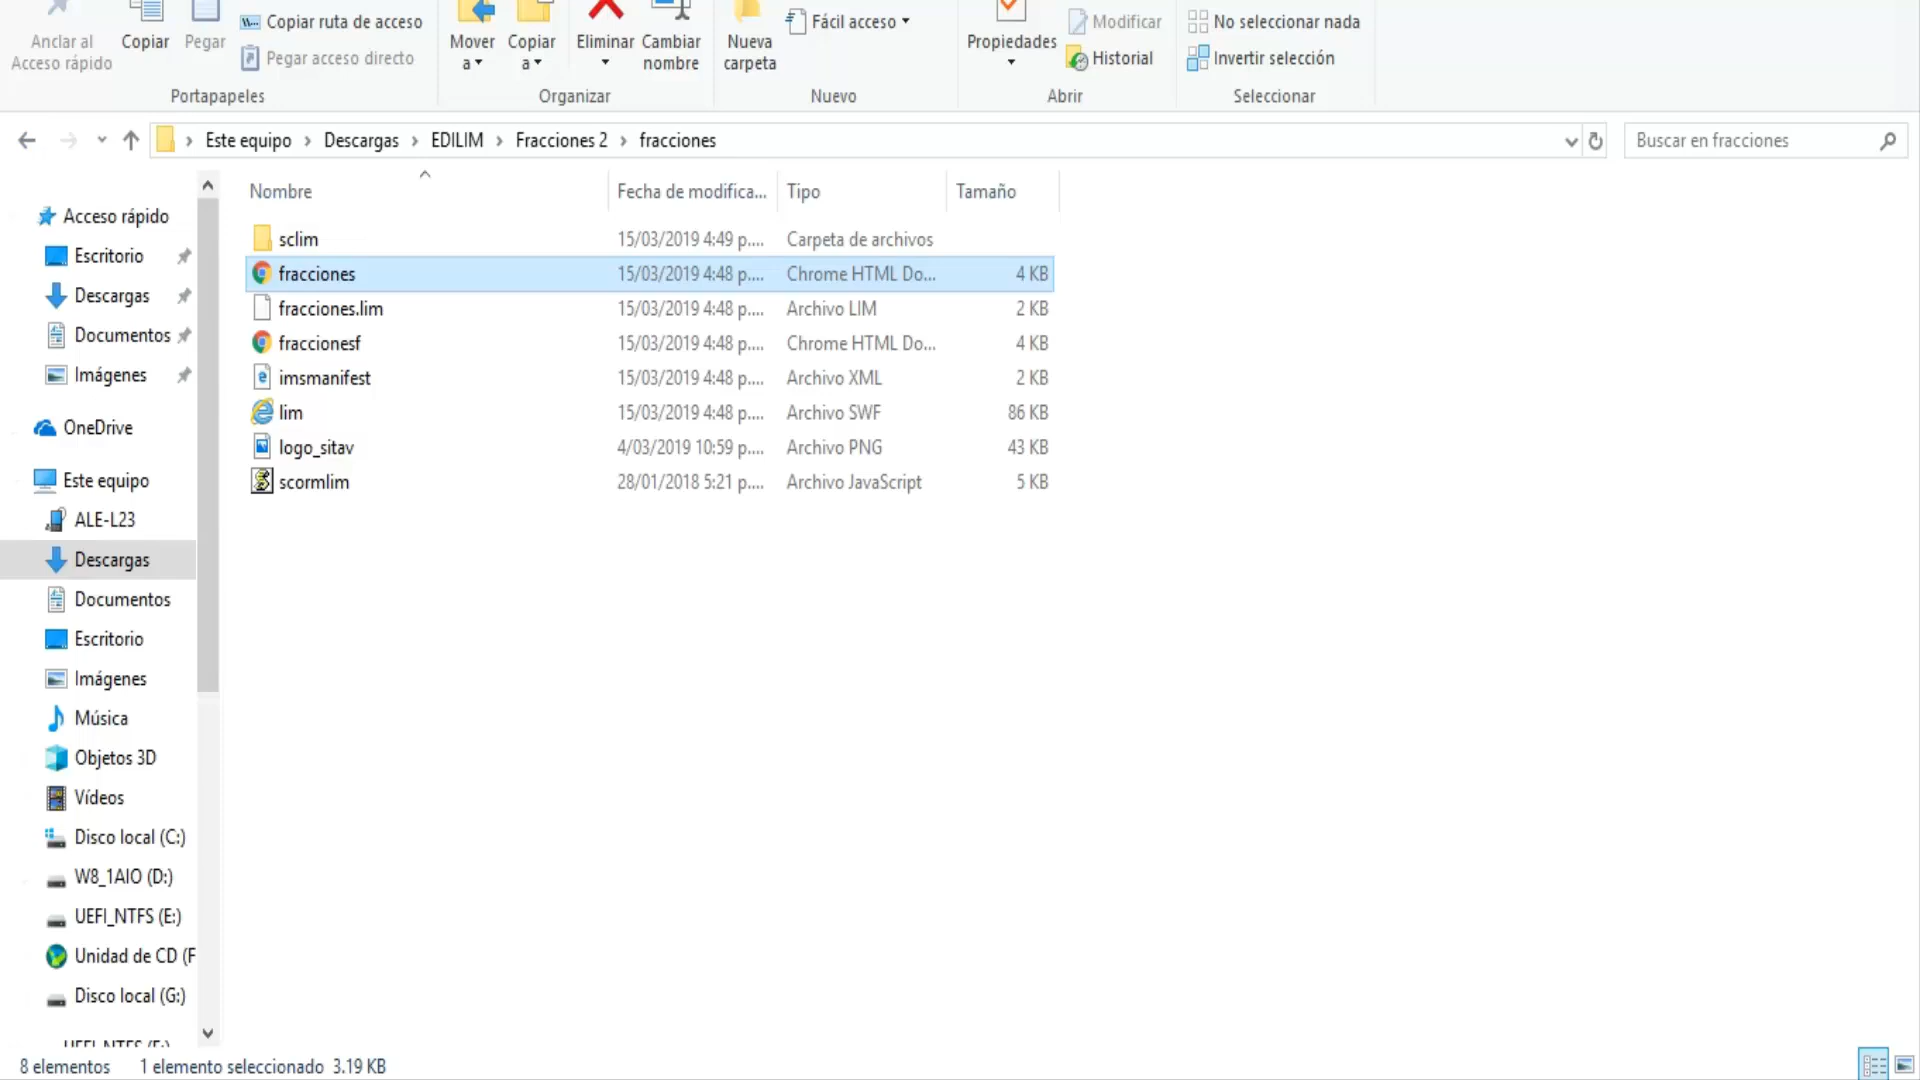 Anclar al
Acceso rápido
Copiar
Pegar
Copiar ruta de acceso
Pegar acceso directo
Portapapeles
Mover
a
Copiar
a
Eliminar
Cambiar
nombre
Organizar
Nueva
carpeta
Fácil acceso
Nuevo
Propiedades
Modificar
Historial
Abrir
No seleccionar nada
Invertir selección
Seleccionar
Este equipo > Descargas > EDILIM > Fracciones 2 > fracciones
Buscar en fracciones
Nombre Fecha de modifica... Tipo Tamaño
sclim 15/03/2019 4:49 p.... Carpeta de archivos
fracciones 15/03/2019 4:48 p.... Chrome HTML Do... 4 KB
fracciones.lim 15/03/2019 4:48 p.... Archivo LIM 2 KB
fraccionesf 15/03/2019 4:48 p.... Chrome HTML Do... 4 KB
imsmanifest 15/03/2019 4:48 p.... Archivo XML 2 KB
lim 15/03/2019 4:48 p.... Archivo SWF 86 KB
logo_sitav 4/03/2019 10:59 p.... Archivo PNG 43 KB
scormlim 28/01/2018 5:21 p.... Archivo JavaScript 5 KB
Acceso rápido
Escritorio
Descargas
Documentos
Imágenes
OneDrive
Este equipo
ALE-L23
Descargas
Documentos
Escritorio
Imágenes
Música
Objetos 3D
Vídeos
Disco local (C:)
W8_1AIO (D:)
UEFI_NTFS (E:)
Unidad de CD (F
Disco local (G:)
UEFI_NTFS (E:)
8 elementos 1 elemento seleccionado 3.19 KB